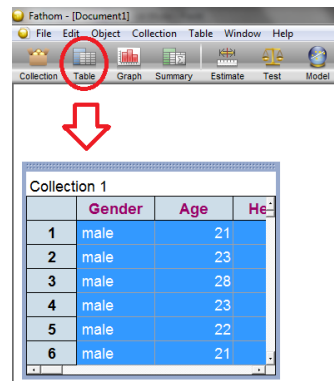 Fathom - [Document1]
File Edit Object Collection Table Window Help
Collection Table Graph Summary Estimate Test Model
Collection 1
Gender Age He
1 male 21
2 male 23
3 male 28
4 male 23
5 male 22
6 male 21